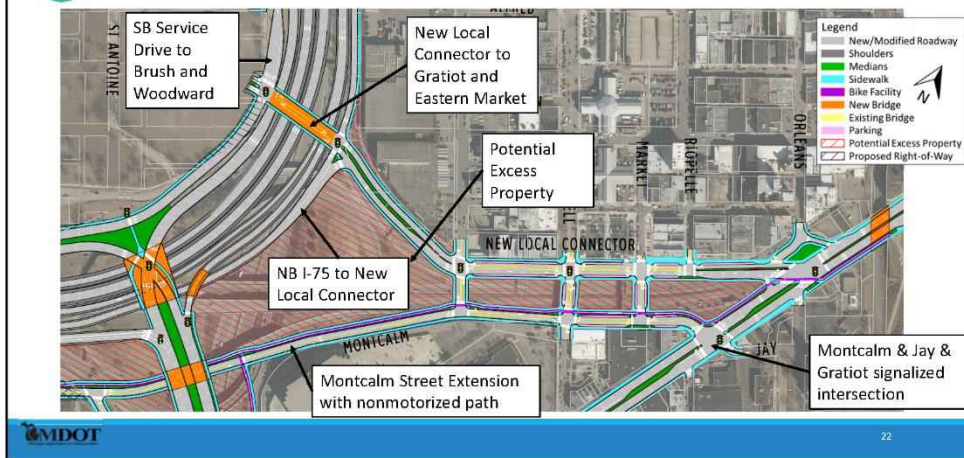 ST ANTOINE
SB Service
Drive to
Brush and
Woodward
ALFRED
New Local
Connector to
Gratiot and
Eastern Market
Potential
Excess
Property
MARKET
RIOPELLE
ORLEANS
Legend
New/Modified Roadway
Shoulders
Medians
Sidewalk
Bike Facility
New Bridge
Existing Bridge
Parking
Potential Excess Property
Proposed Right-of-Way
N
NEW LOCAL CONNECTOR
NB I-75 to New
Local Connector
MONTCALM
JAY
Montcalm Street Extension
with nonmotorized path
Montcalm & Jay &
Gratiot signalized
intersection
MDOT
22